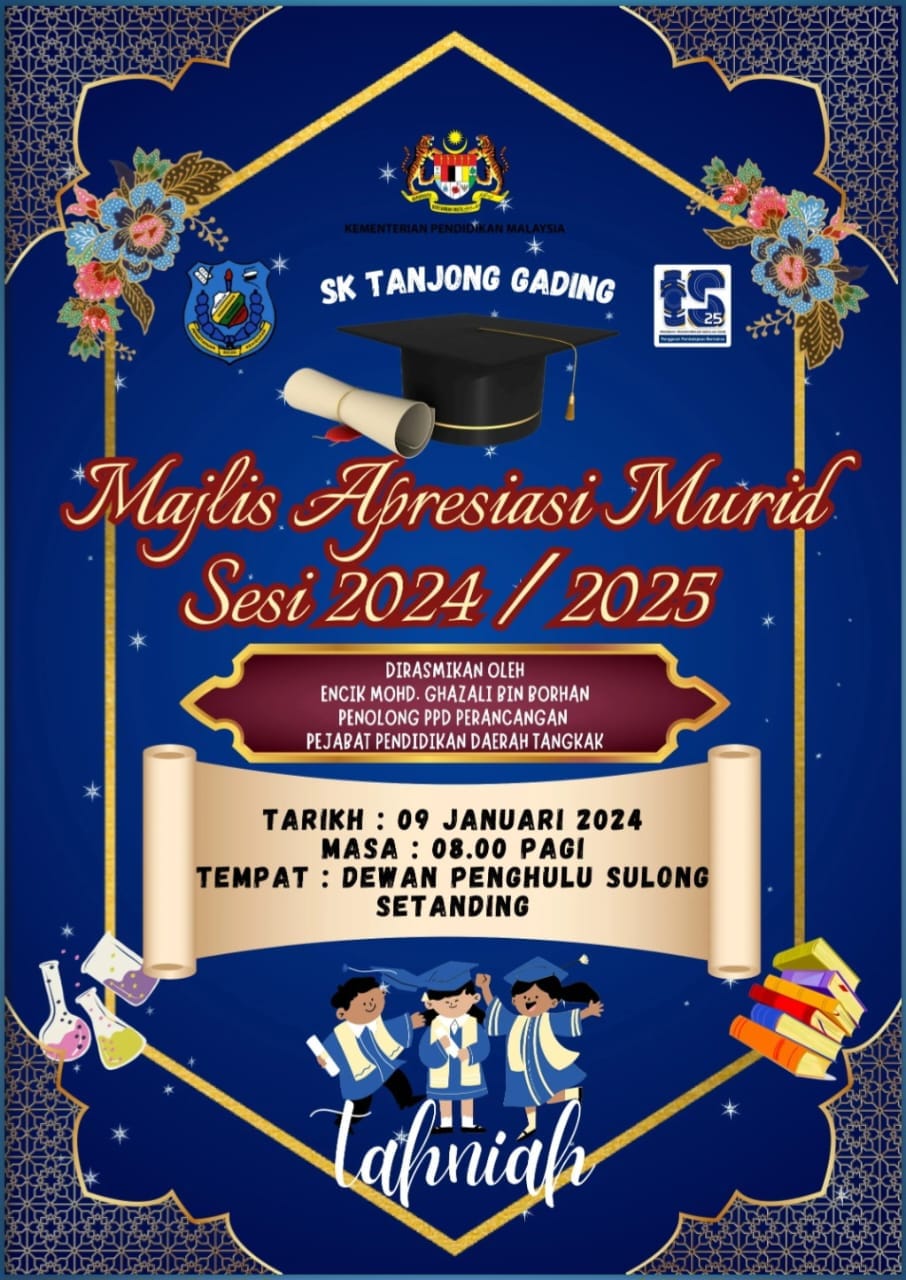 KEMENTERIAN PENDIDIKAN MALAYSIA
SK TANJONG GADING
TS
25
Majlis Apresiasi Murid
Sesi 2024 / 2025
DIRASMIKAN OLEH
ENCIK MOHD. GHAZALI BIN BORHAN
PENOLONG PPD PERANCANGAN
PEJABAT PENDIDIKAN DAERAH TANGKAK
TARIKH : 09 JANUARI 2024
MASA : 08.00 PAGI
TEMPAT : DEWAN PENGHULU SULONG
SETANDING
tahniah